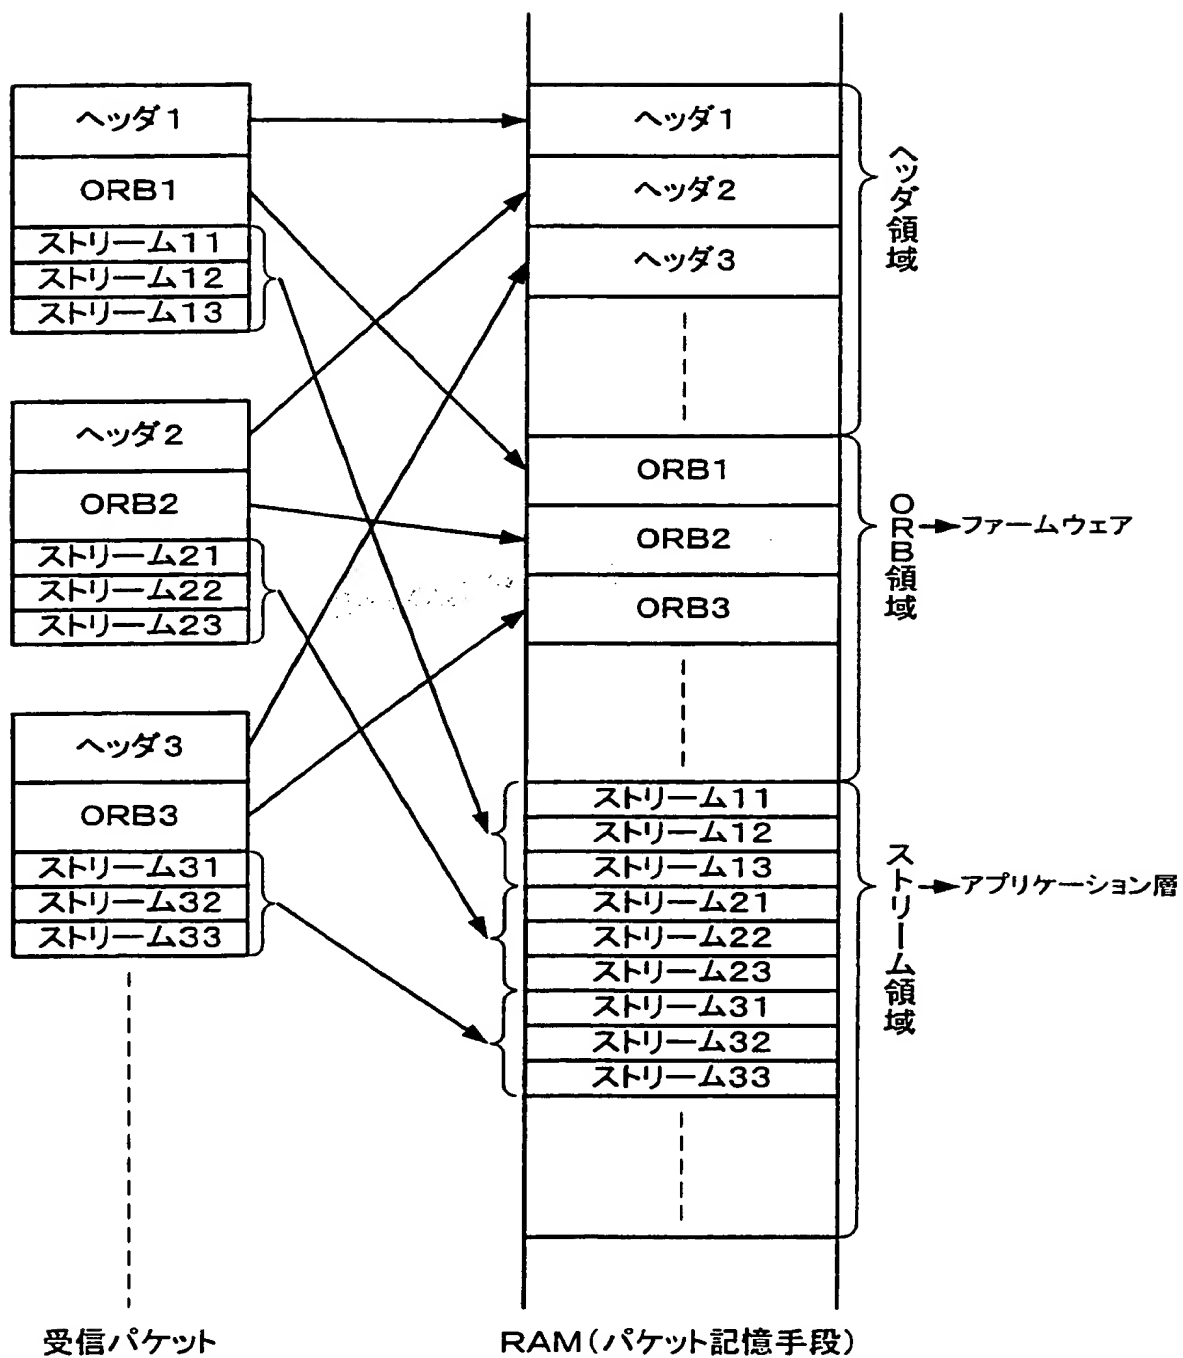 ヘッダ1
ORB1
ストリーム11
ストリーム12
ストリーム13
ヘッダ2
ORB2
ストリーム21
ストリーム22
ストリーム23
ヘッダ3
ORB3
ストリーム31
ストリーム32
ストリーム33
受信パケット
ヘッダ1
ヘッダ2
ヘッダ3
ORB1
ORB2
ORB3
ストリーム11
ストリーム12
ストリーム13
ストリーム21
ストリーム22
ストリーム23
ストリーム31
ストリーム32
ストリーム33
RAM(パケット記憶手段)
ヘッダ領域
ORB領域
ファームウェア
ストリーム領域
アプリケーション層